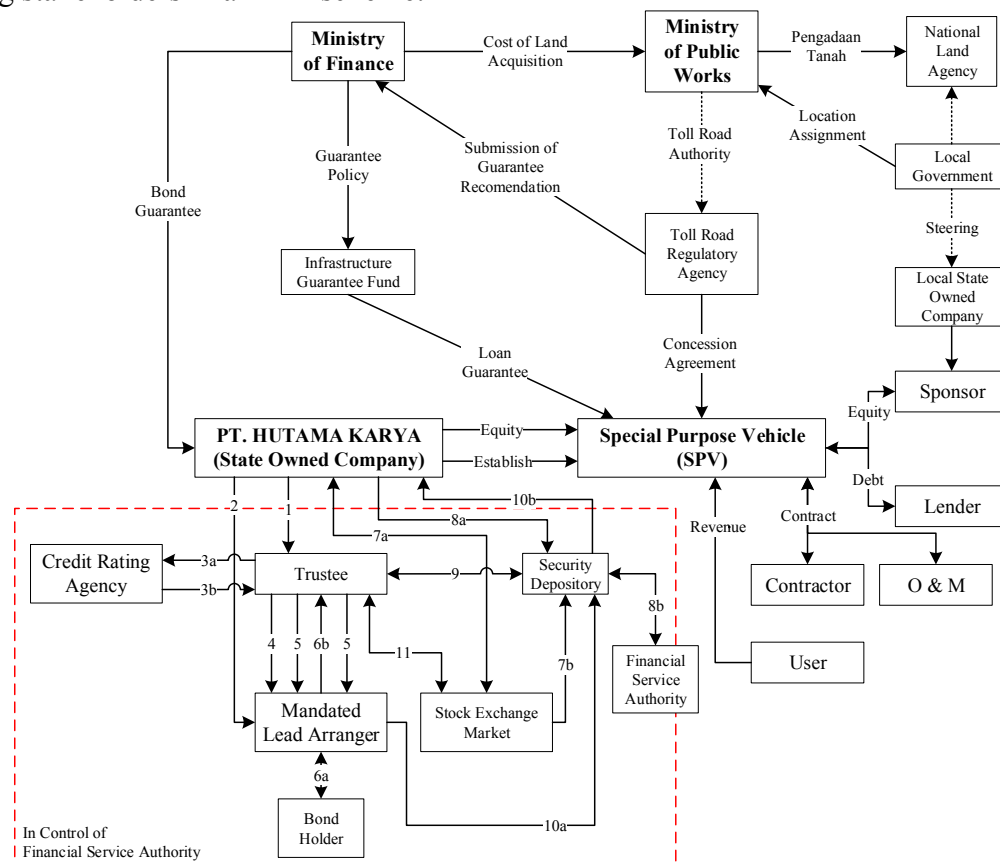 Ministry
of Finance
Cost of Land
Acquisition
Ministry
of Public
Works
Pengadaan
Tanah
National
Land
Agency
Bond
Guarantee
Guarantee
Policy
Submission of
Guarantee
Recomendation
Toll Road
Authority
Location
Assignment
Local
Government
Steering
Infrastructure
Guarantee Fund
Toll Road
Regulatory
Agency
Local State
Owned
Company
Loan
Guarantee
Concession
Agreement
Sponsor
Equity
PT. HUTAMA KARYA
(State Owned Company)
Equity
Establish
Special Purpose Vehicle
(SPV)
Debt
Lender
2
1
7a
8a
10b
Revenue
Contract
Credit Rating
Agency
3a
3b
Trustee
9
Security
Depository
8b
Contractor
O & M
4
5
6b
5
11
7b
Financial
Service
Authority
User
Mandated
Lead Arranger
Stock Exchange
Market
6a
10a
Bond
Holder
In Control of
Financial Service Authority